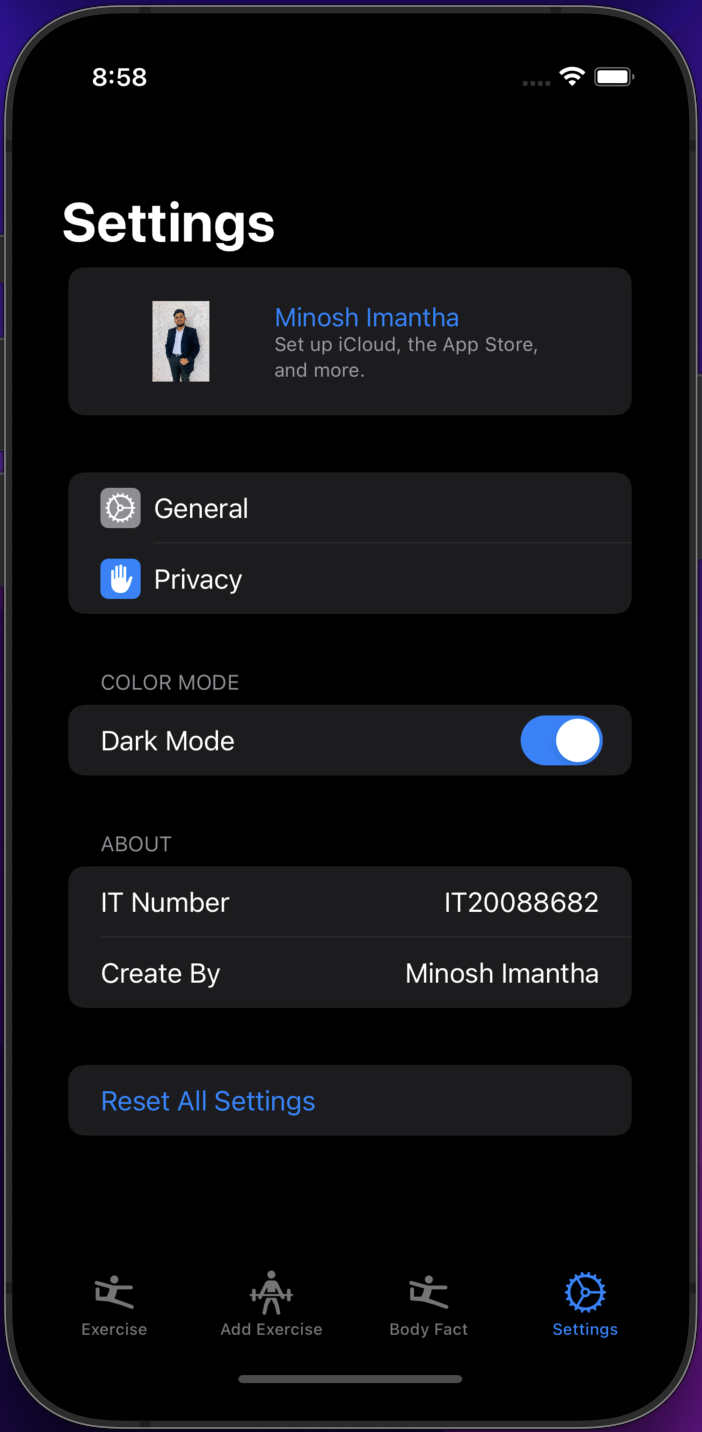 8:58
Settings
Minosh Imantha
Set up iCloud, the App Store,
and more.
General
Privacy
COLOR MODE
Dark Mode
ABOUT
IT Number IT20088682
Create By Minosh Imantha
Reset All Settings
Exercise Add Exercise Body Fact Settings